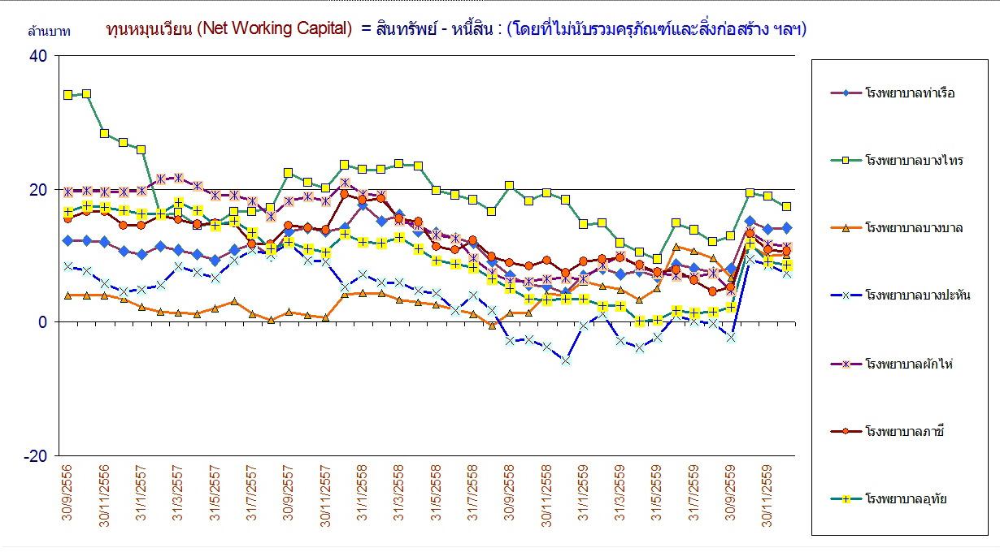 ล้านบาท
ทุนหมุนเวียน (Net Working Capital) = สินทรัพย์ - หนี้สิน : (โดยที่ไม่นับรวมครุภัณฑ์และสิ่งก่อสร้าง ฯลฯ)
40
20
0
-20
30/9/2556
30/11/2556
31/1/2557
31/3/2557
31/5/2557
31/7/2557
30/9/2557
30/11/2557
31/1/2558
31/3/2558
31/5/2558
31/7/2558
30/9/2558
30/11/2558
31/1/2559
31/3/2559
31/5/2559
31/7/2559
30/9/2559
30/11/2559
โรงพยาบาลท่าเรือ
โรงพยาบาลบางไทร
โรงพยาบาลบางบาล
โรงพยาบาลบางปะหัน
โรงพยาบาลผักไห่
โรงพยาบาลภาชี
โรงพยาบาลอุทัย